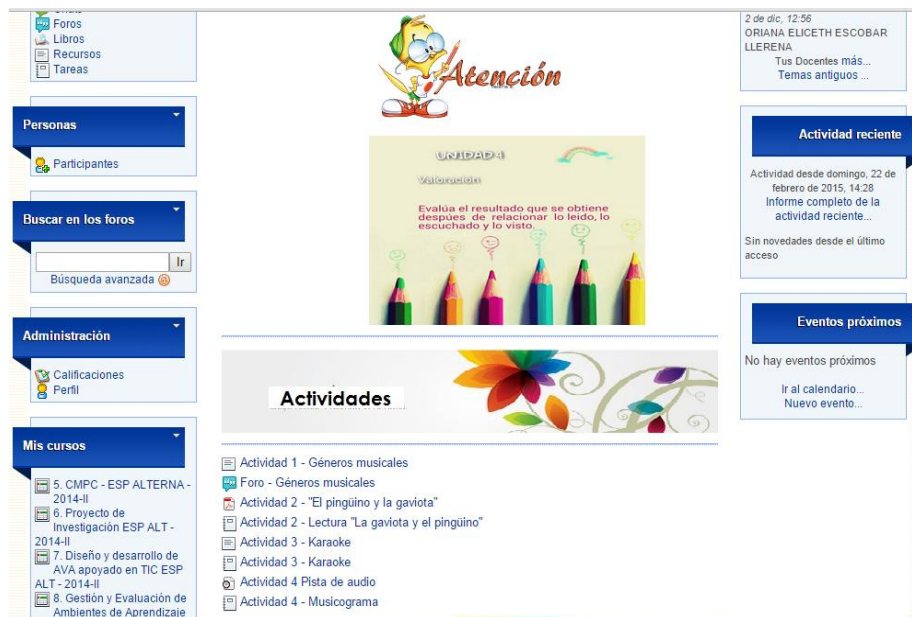 Foros
Libros
Recursos
Tareas
Personas
Participantes
Buscar en los foros
Ir
Búsqueda avanzada
Administración
Calificaciones
Perfil
Mis cursos
5. CMPC - ESP ALTERNA -
2014-II
6. Proyecto de
Investigación ESP ALT -
2014-II
7. Diseño y desarrollo de
AVA apoyado en TIC ESP
ALT - 2014-II
8. Gestión y Evaluación de
Ambientes de Aprendizaje
Atención
UNIDAD 4
Valoración
Evalúa el resultado que se obtiene
despúes de relacionar lo leído, lo
escuchado y lo visto.
Actividades
Actividad 1 - Géneros musicales
Foro - Géneros musicales
Actividad 2 - "El pingüino y la gaviota"
Actividad 2 - Lectura "La gaviota y el pingüino"
Actividad 3 - Karaoke
Actividad 3 - Karaoke
Actividad 4 Pista de audio
Actividad 4 - Musicograma
2 de dic, 12:56
ORIANA ELICETH ESCOBAR
LLERENA
Tus Docentes más...
Temas antiguos ...
Actividad reciente
Actividad desde domingo, 22 de
febrero de 2015, 14:28
Informe completo de la
actividad reciente...
Sin novedades desde el último
acceso
Eventos próximos
No hay eventos próximos
Ir al calendario...
Nuevo evento...